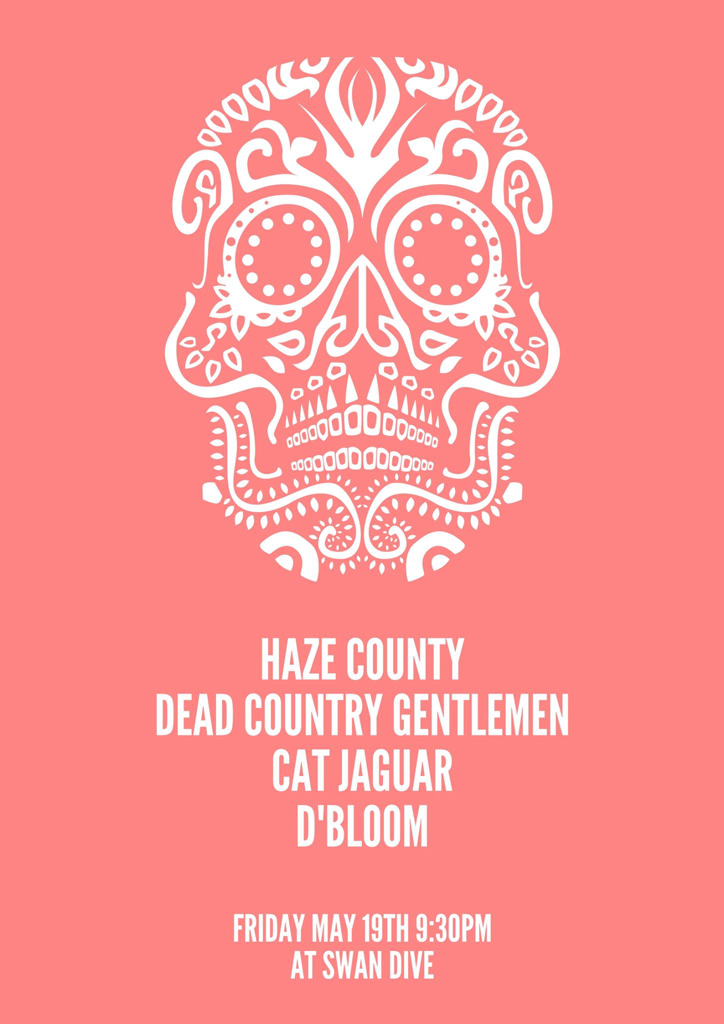 HAZE COUNTY
DEAD COUNTRY GENTLEMEN
CAT JAGUAR
D'BLOOM
FRIDAY MAY 19TH 9:30PM
AT SWAN DIVE